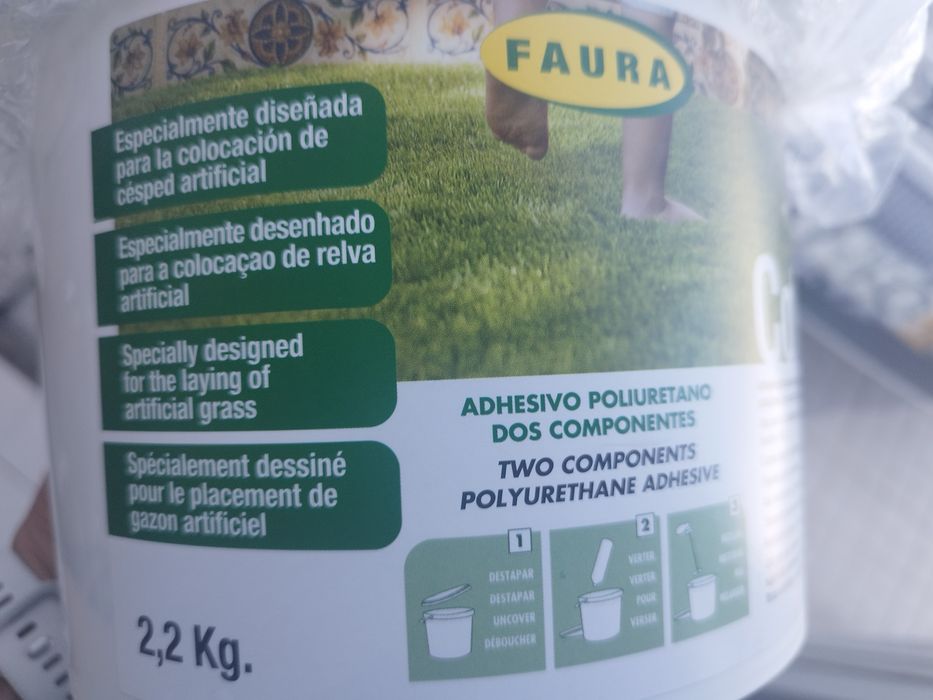 FAURA
Especialmente diseñada
para la colocación de
césped artificial
Especialmente desenhado
para a colocaçao de relva
artificial
Specially designed
for the laying of
artificial grass
Spécialement dessiné
pour le placement de
gazon artificiel
ADHESIVO POLIURETANO
DOS COMPONENTES
TWO COMPONENTS
POLYURETHANE ADHESIVE
1
DESTAPAR
DESTAPAR
UNCOVER
DÉBOUCHER
2
VERTER
VERTER
POUR
VERSER
3
2,2 Kg.